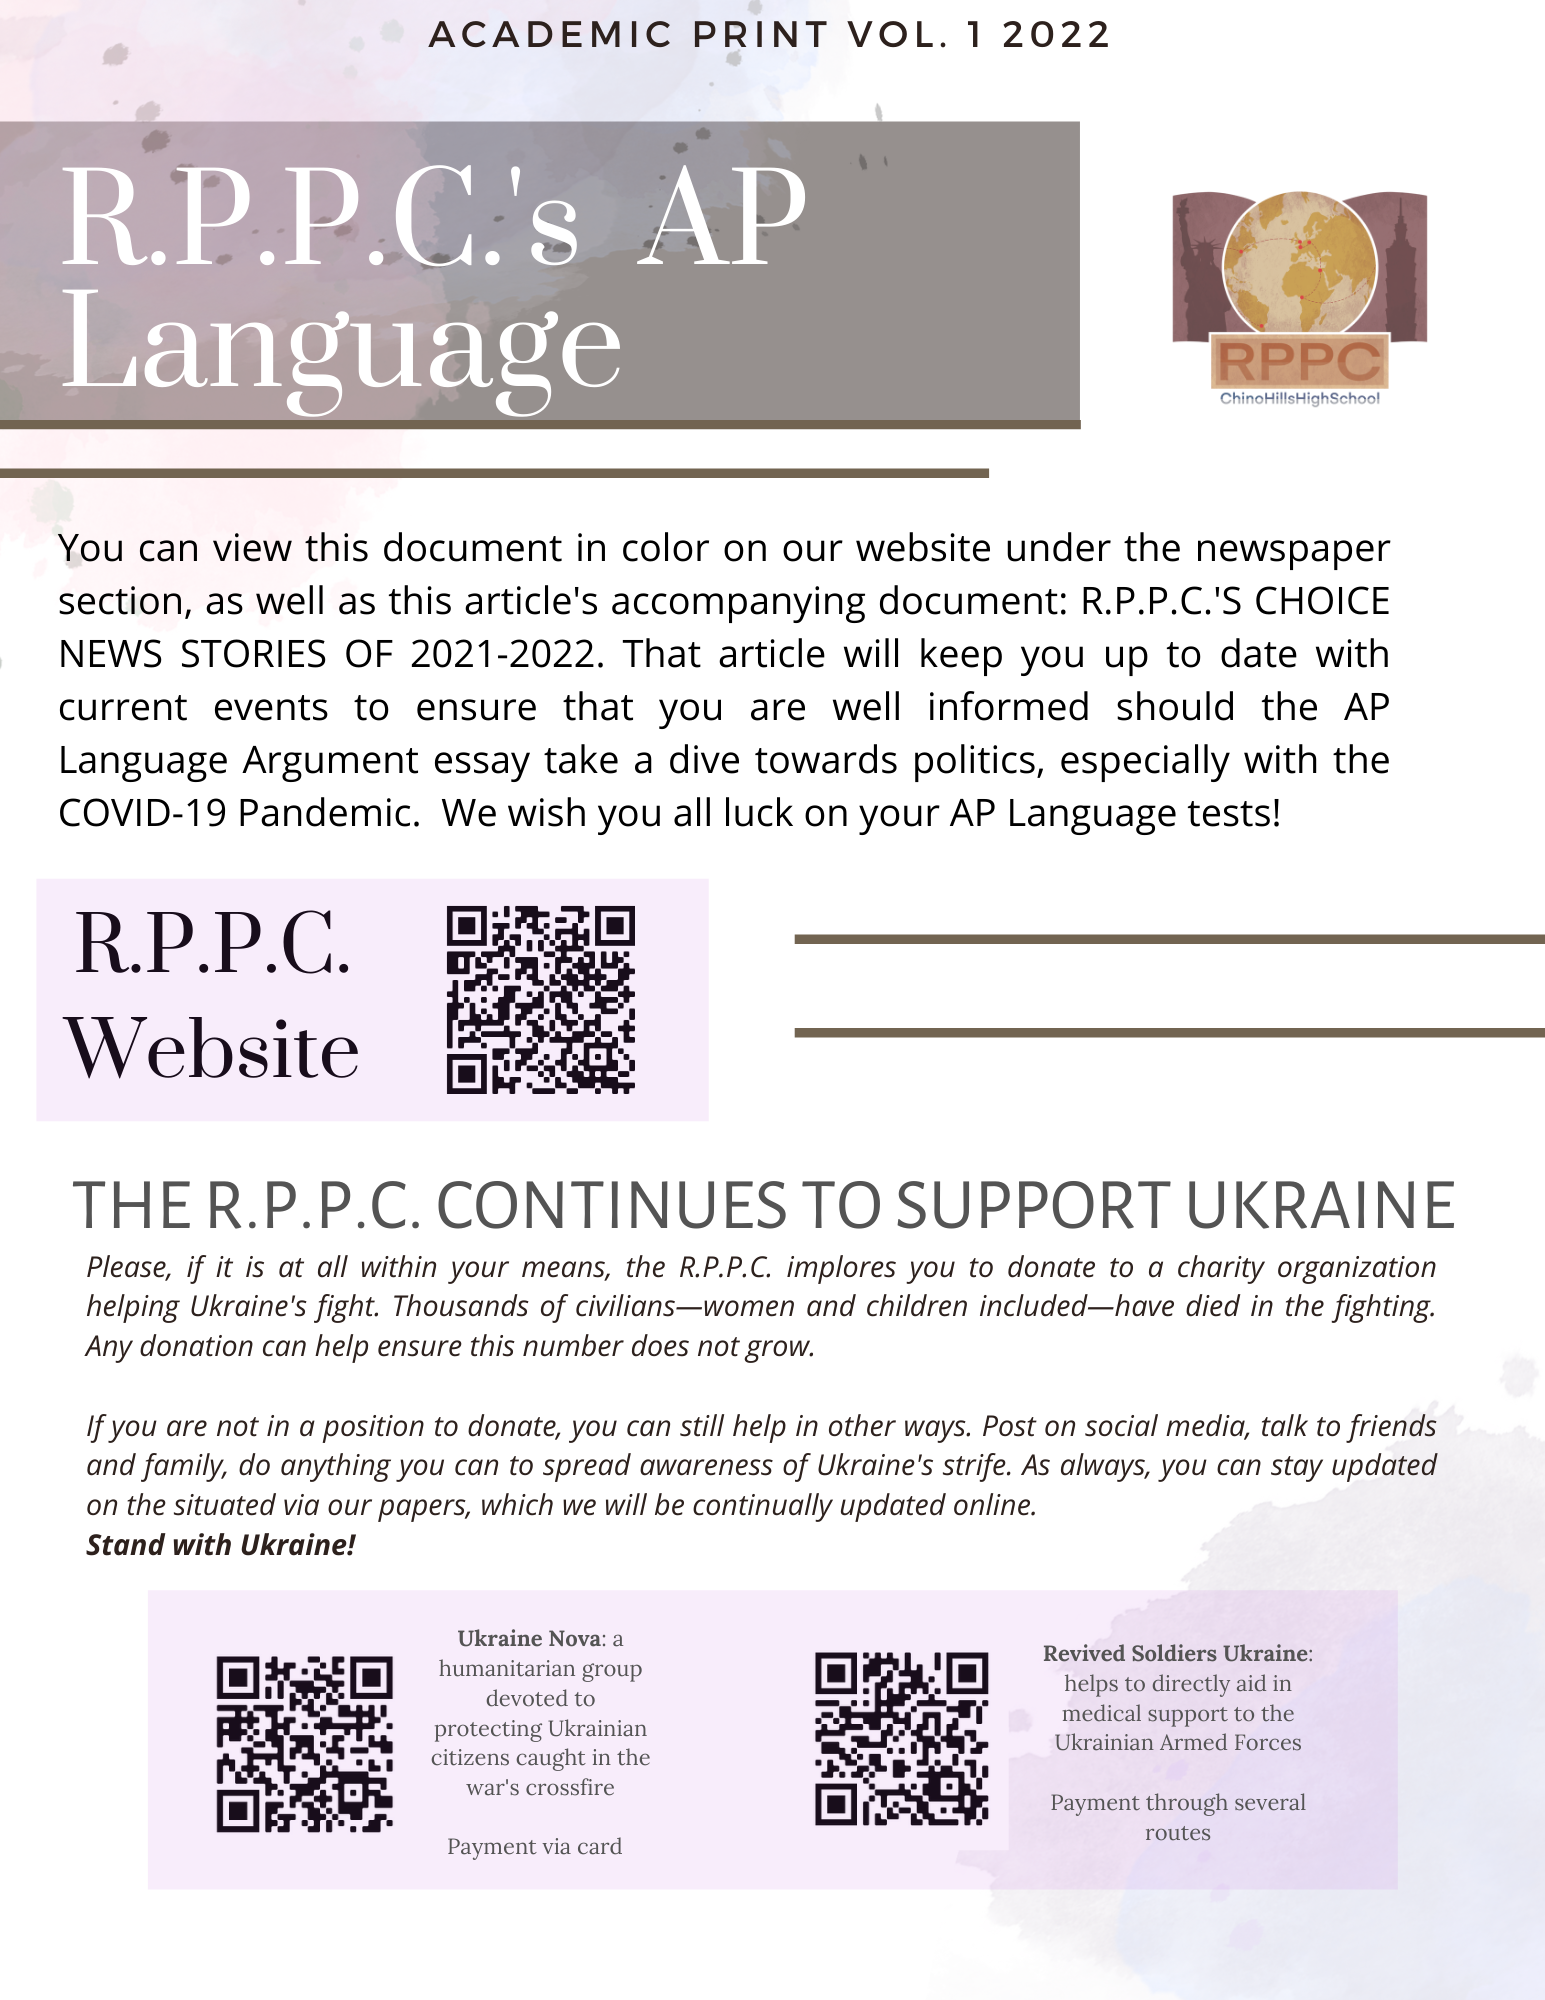 ACADEMIC PRINT VOL. 1 2022
R.P.P.C.'s AP
Language
RPPC
ChinoHillsHighSchool
You can view this document in color on our website under the newspaper
section, as well as this article's accompanying document: R.P.P.C.'S CHOICE
NEWS STORIES OF 2021-2022. That article will keep you up to date with
current events to ensure that you are well informed should the AP
Language Argument essay take a dive towards politics, especially with the
COVID-19 Pandemic.  We wish you all luck on your AP Language tests!
R.P.P.C.
Website
THE R.P.P.C. CONTINUES TO SUPPORT UKRAINE
Please, if it is at all within your means, the R.P.P.C. implores you to donate to a charity organization
helping Ukraine's fight. Thousands of civilians—women and children included—have died in the fighting.
Any donation can help ensure this number does not grow.
If you are not in a position to donate, you can still help in other ways. Post on social media, talk to friends
and family, do anything you can to spread awareness of Ukraine's strife. As always, you can stay updated
on the situated via our papers, which we will be continually updated online.
Stand with Ukraine!
Ukraine Nova: a
humanitarian group
devoted to
protecting Ukrainian
citizens caught in the
war's crossfire
Payment via card
Revived Soldiers Ukraine:
helps to directly aid in
medical support to the
Ukrainian Armed Forces
Payment through several
routes